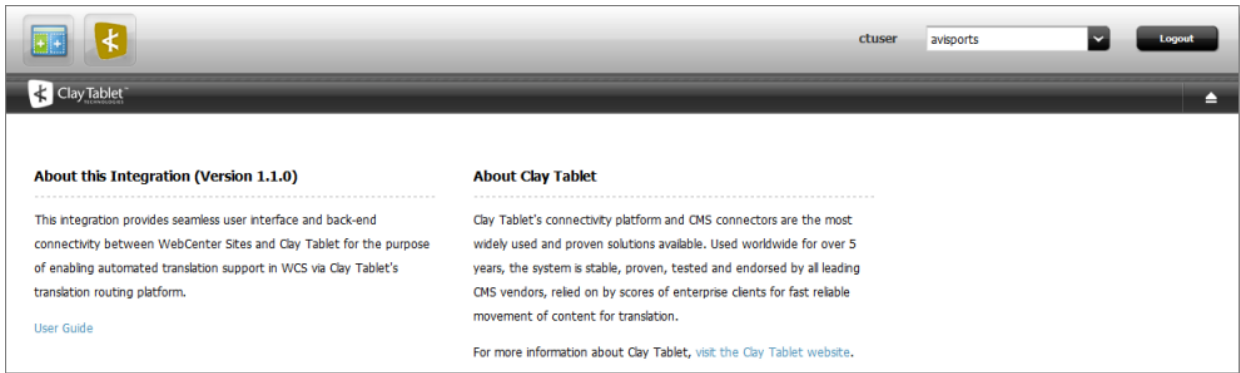 ctuser
avisports
Logout
Clay Tablet™
TECHNOLOGIES
About this Integration (Version 1.1.0)
This integration provides seamless user interface and back-end
connectivity between WebCenter Sites and Clay Tablet for the purpose
of enabling automated translation support in WCS via Clay Tablet's
translation routing platform.
User Guide
About Clay Tablet
Clay Tablet's connectivity platform and CMS connectors are the most
widely used and proven solutions available. Used worldwide for over 5
years, the system is stable, proven, tested and endorsed by all leading
CMS vendors, relied on by scores of enterprise clients for fast reliable
movement of content for translation.
For more information about Clay Tablet, visit the Clay Tablet website.